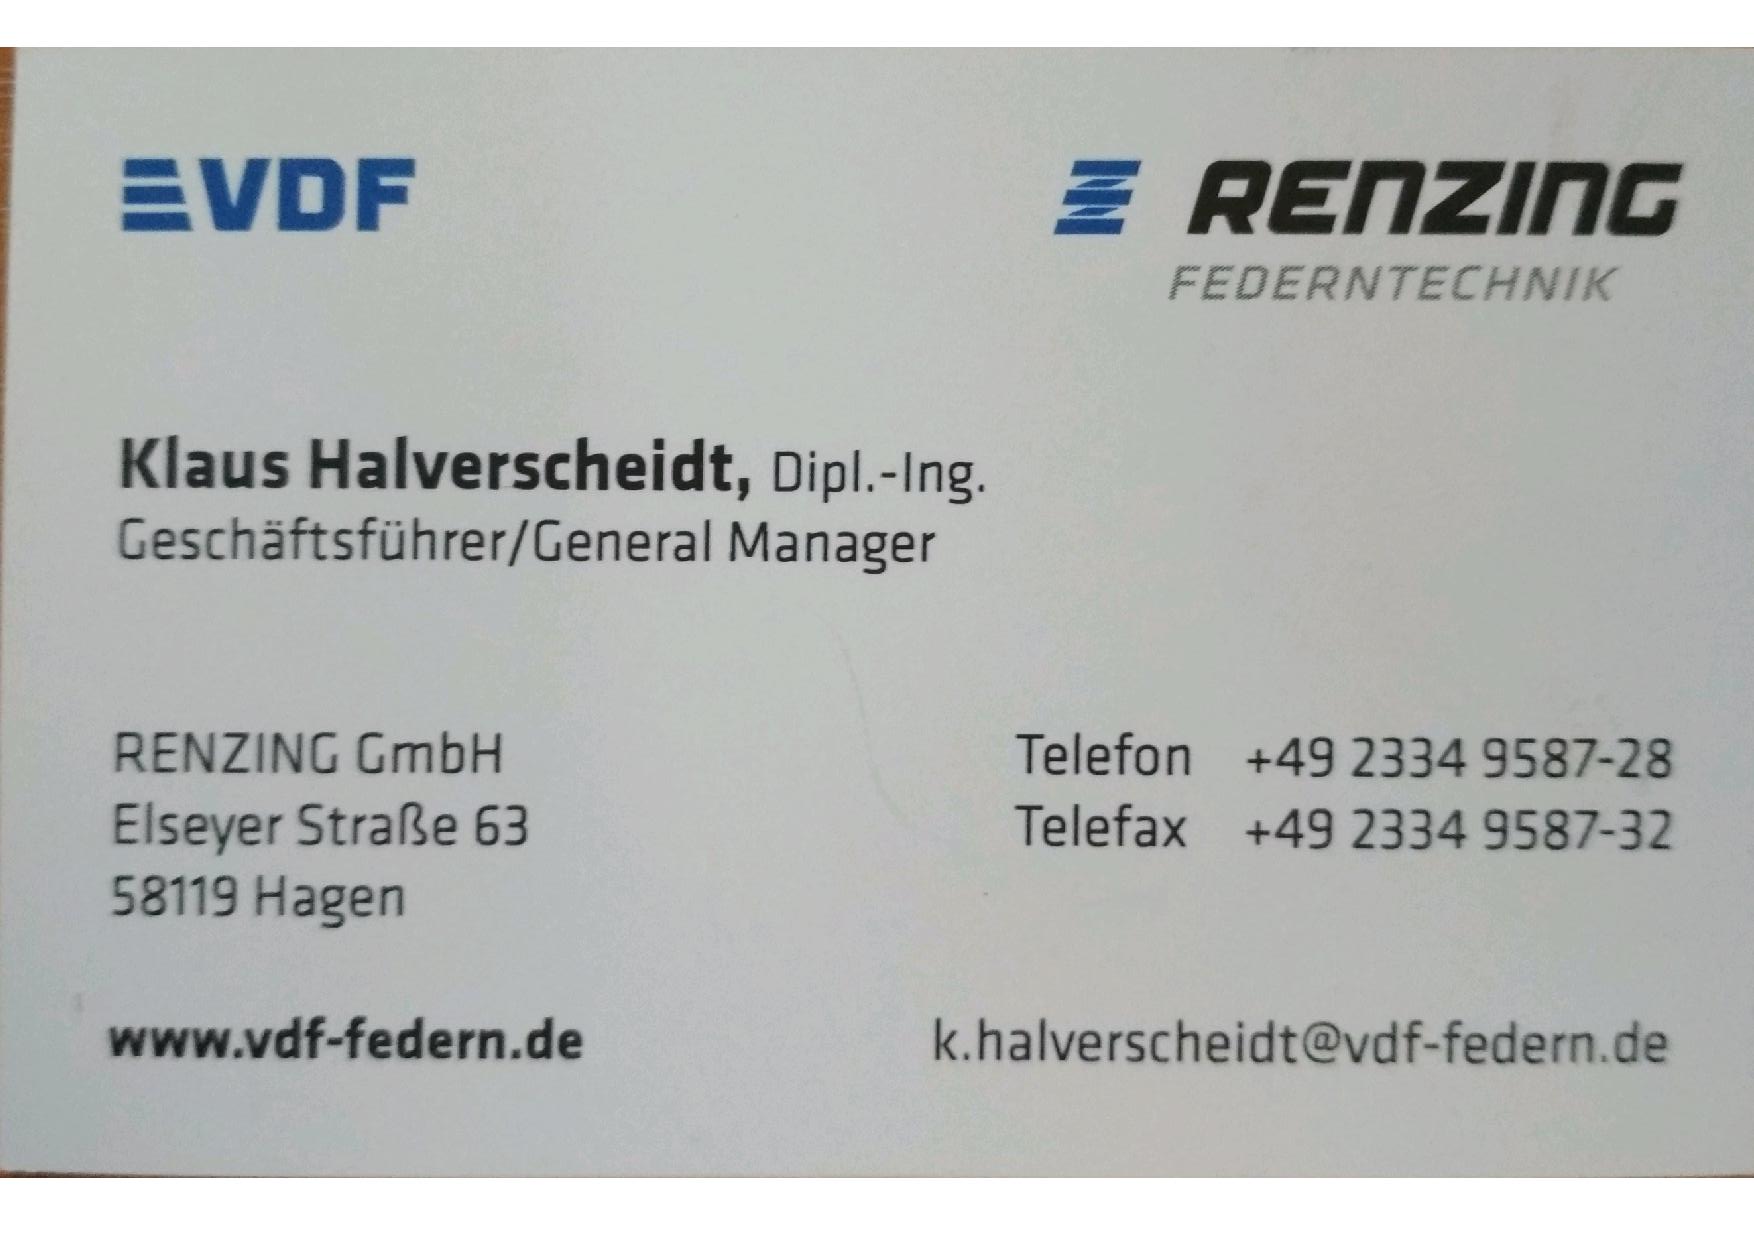 VDF
RENZING
FEDERNTECHNIK
Klaus Halverscheidt, Dipl.-Ing.
Geschäftsführer/General Manager
RENZING GmbH
Elseyer Straße 63
58119 Hagen
Telefon +49 2334 9587-28
Telefax +49 2334 9587-32
www.vdf-federn.de
k.halverscheidt@vdf-federn.de